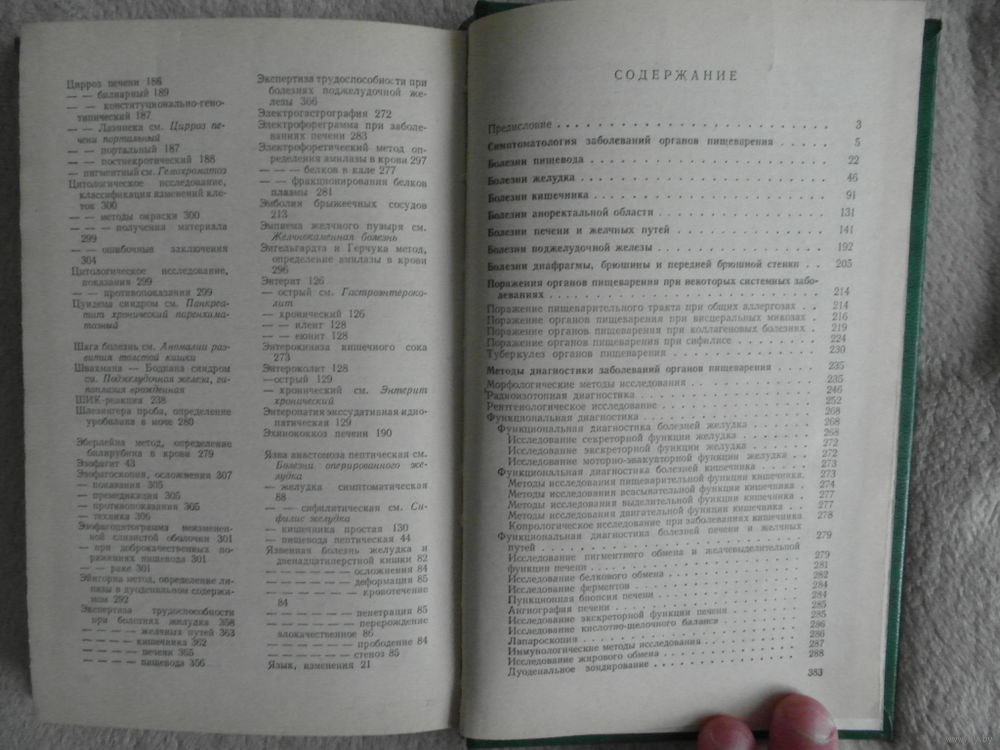 Цирроз печени 186
— — билиарный 189
— — конституционально-гено-
типический 187
— — Лаэннека см. Цирроз пе-
чени портальный
— — портальный 187
— — постнекротический 188
— пигментный см. Гемохроматоз
Цитологическое исследование,
классификация изменений кле-
ток 300
— — методы окраски 300
— — — получения материала
299
— — ошибочные заключения
304
Цитологическое исследование,
показания 299
— — противопоказания 299
Цуидема синдром см. Панкреа-
тит хронический паренхима-
тозный
Шяга болезнь см. Аномалии раз-
вития толстой кишки
Швахмана — Бодиана синдром
см. Поджелудочная железа, ги-
поплазия врожденная
ШИК-реакция 238
Шлезингера проба, определение
уробилина в моче 280
Эберлейна метод, определение
билирубина в крови 279
Эзофагит 43
Эзофагоскопия, осложнения 307
— показания 305
— премедикация 305
— противопоказания 305
— техника 306
Эзофагоцитограмма неизменен-
ной слизистой оболочки 301
— при доброкачественных по-
ражениях пищевода 301
— — раке 301
Эйнгорна метод, определение ли-
пазы в дуоденальном содержи-
мом 292
Экспертиза трудоспособности
при болезнях желудка 358
— — — — желчных путей 363
— — — — кишечника 362
— — — — печени 365
— — — — пищевода 356
Экспертиза трудоспособности при
болезнях поджелудочной же-
лезы 366
Электрогастрография 272
Электрофореграмма при заболе-
ваниях печени 283
Электрофоретический метод оп-
ределения амилазы в крови 297
— — — белков в кале 277
— — фракционирования белков
плазмы 281
Эмболия брыжеечных сосудов
213
Эмпиема желчного пузыря см.
Желчнокаменная болезнь
Энгельгардта и Герчука метод,
определение амилазы в крови
296
Энтерит 126
— острый см. Гастроэнтероко-
лит
— хронический 126
— — илеит 128
— — еюнит 128
Энтерокиназа кишечного сока
273
Энтероколит 128
—острый 129
— хронический см. Энтерит
хронический
Энтеропатия экссудативная идио-
патическая 129
Эхинококкоз печени 190
Язва анастомоза пептическая см.
Болезни оперированного же-
лудка
— желудка симптоматическая
88
— — сифилитическая см. Си-
филис желудка
— кишечника простая 130
— пищевода пептическая 44
Язвенная болезнь желудка и
двенадцатиперстной кишки 82
— — — — — — осложнения 84
— — — — — — деформация 85
— — — — — — кровотечение
84
— — — — — — пенетрация 85
— — — — — — перерождение
злокачественное 86
— — — — — — прободение 84
— — — — — — стеноз 85
Язык, изменения 21
СОДЕРЖАНИЕ
Предисловие . . . 3
Симптоматология заболеваний органов пищеварения . . . 5
Болезни пищевода . . . 22
Болезни желудка . . . 46
Болезни кишечника . . . 91
Болезни аноректальной области . . . 131
Болезни печени и желчных путей . . . 141
Болезни поджелудочной железы . . . 192
Болезни диафрагмы, брюшины и передней брюшной стенки . . 205
Поражения органов пищеварения при некоторых системных забо-
леваниях . . . 214
Поражение пищеварительного тракта при общих аллергозах . . 214
Поражение органов пищеварения при висцеральных микозах . 216
Поражение органов пищеварения при коллагеновых болезнях . 219
Поражение органов пищеварения при сифилисе . . . 224
Туберкулез органов пищеварения . . . 230
Методы диагностики заболеваний органов пищеварения . . . 235
Морфологические методы исследования . . . 235
Радиоизотопная диагностика . . . 246
Рентгенологическое исследование . . . 252
Функциональная диагностика . . . 268
Функциональная диагностика болезней желудка . . . 268
Исследование секреторной функции желудка . . . 268
Исследование экскреторной функции желудка . . . 272
Исследование моторно-эвакуаторной функции желудка . . 272
Функциональная диагностика болезней кишечника . . . 273
Методы исследования пищеварительной функции кишечника. 273
Методы исследования всасывательной функции кишечника . 274
Методы исследования выделительной функции кишечника . 277
Методы исследования двигательной функции кишечника . . 277
Копрологическое исследование при заболеваниях кишечника. 278
Функциональная диагностика болезней печени и желчных
путей . . . 279
Исследование пигментного обмена и желчевыделительной
функции печени . . . 279
Исследование белкового обмена . . . 281
Исследование ферментов . . . 282
Пункционная биопсия печени . . . 284
Ангиография печени . . . 285
Исследование экскреторной функции печени . . . 285
Исследование кислотно-щелочного баланса . . . 286
Лапароскопия . . . 286
Иммунологические методы исследования . . . 287
Исследование жирового обмена . . . 288
Дуоденальное зондирование . . .
383